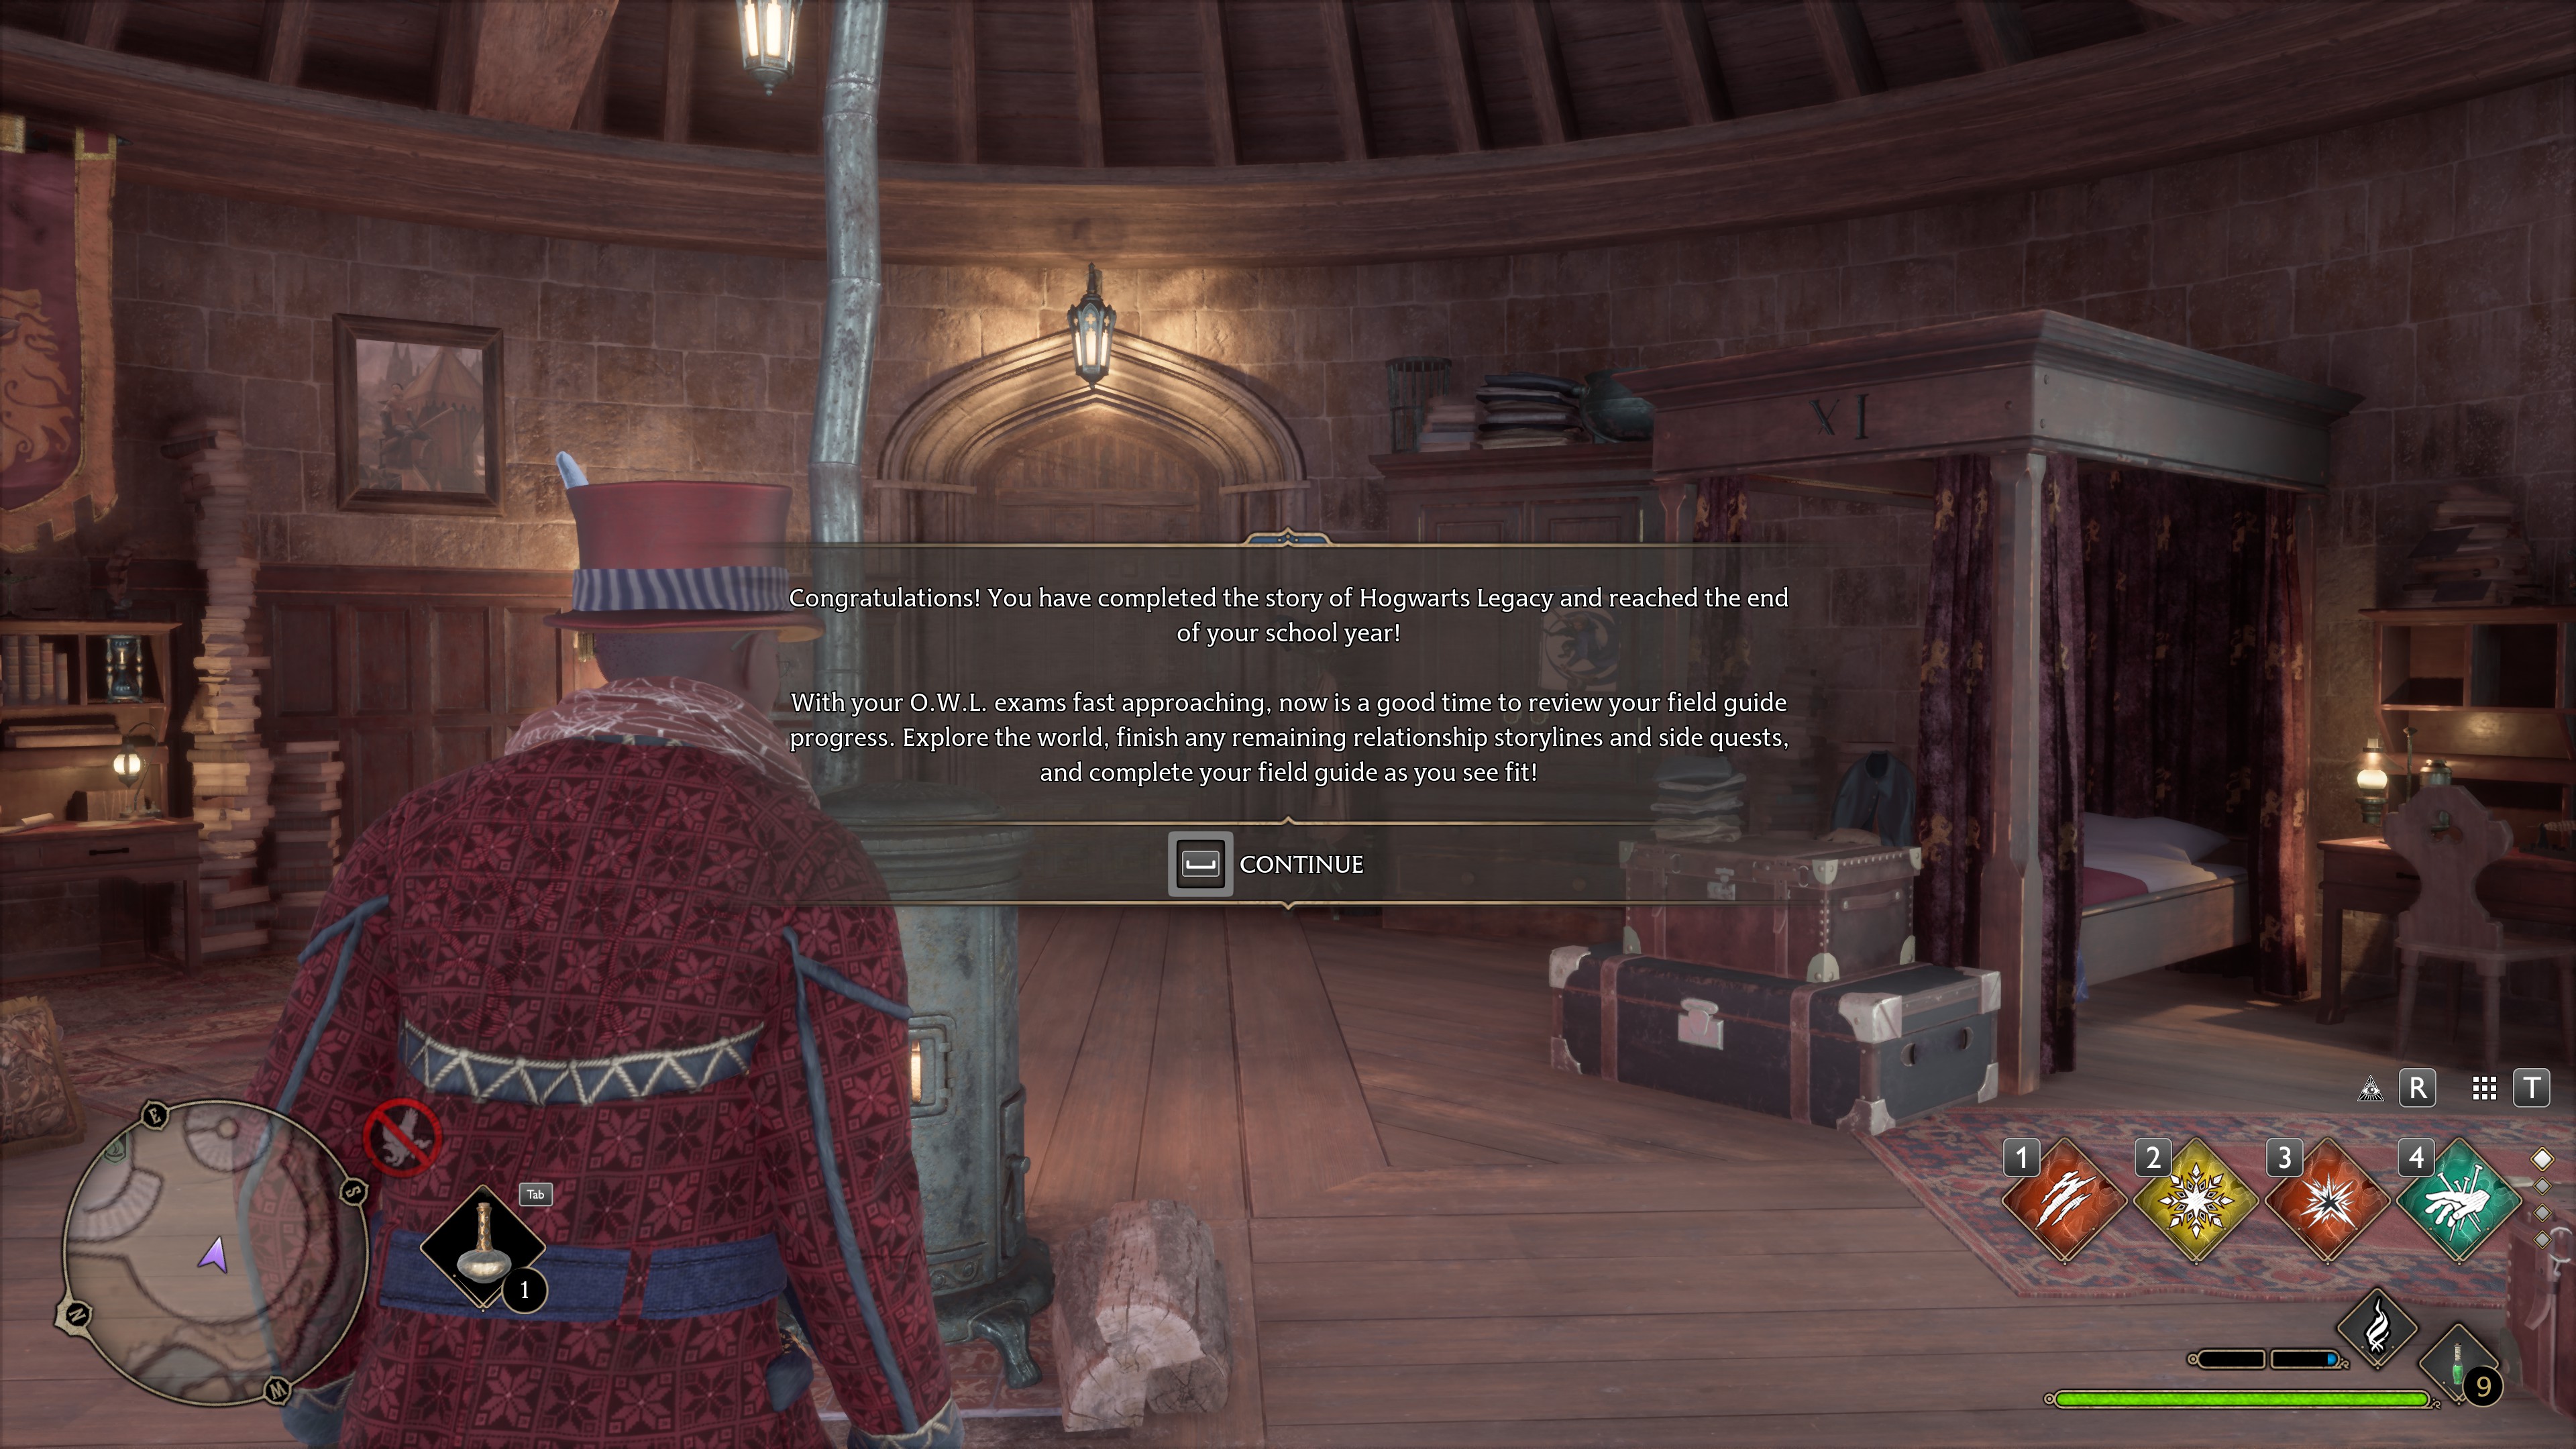 VI
Congratulations! You have completed the story of Hogwarts Legacy and reached the end
of your school year!
With your O.W.L. exams fast approaching, now is a good time to review your field guide
progress. Explore the world, finish any remaining relationship storylines and side quests,
and complete your field guide as you see fit!
CONTINUE
R
T
1
2
3
4
E
S
Tab
1
N
W
9